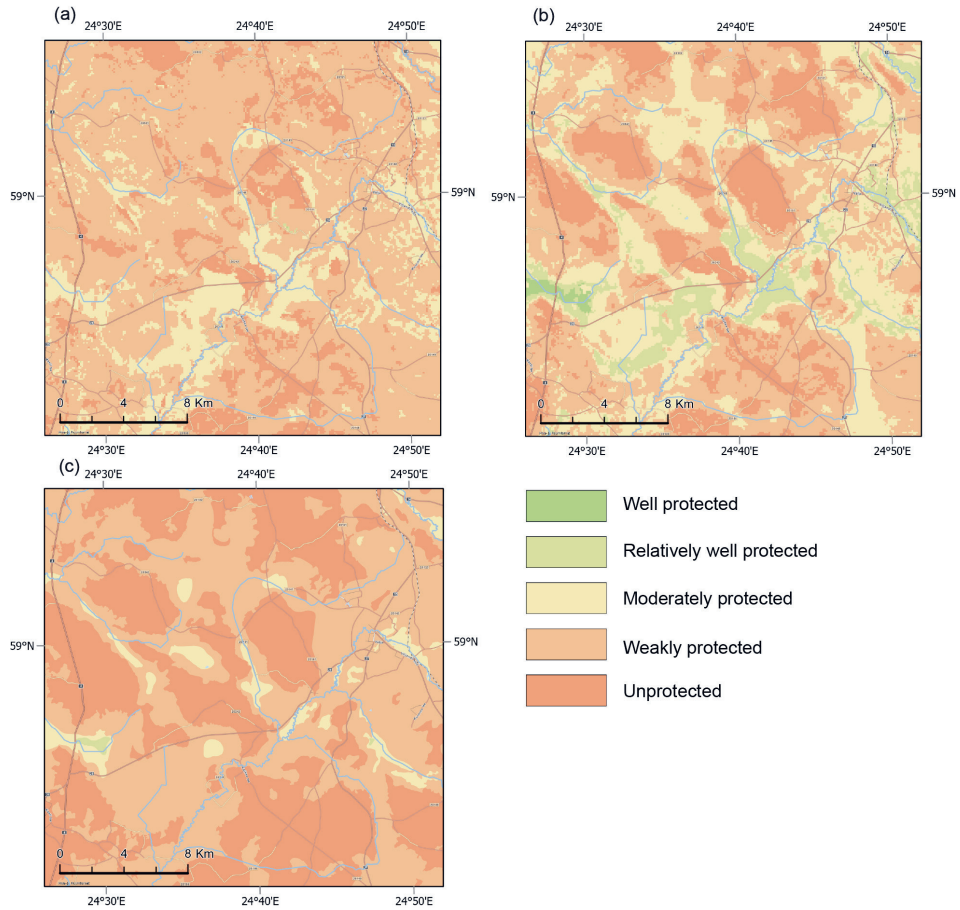 (a)
(b)
24°30'E 24°40'E 24°50'E
24°30'E 24°40'E 24°50'E
59°N
59°N
59°N
0 4 8 Km
0 4 8 Km
24°30'E 24°40'E 24°50'E
24°30'E 24°40'E 24°50'E
(c)
24°30'E 24°40'E 24°50'E
59°N
59°N
0 4 8 Km
24°30'E 24°40'E 24°50'E
Well protected
Relatively well protected
Moderately protected
Weakly protected
Unprotected